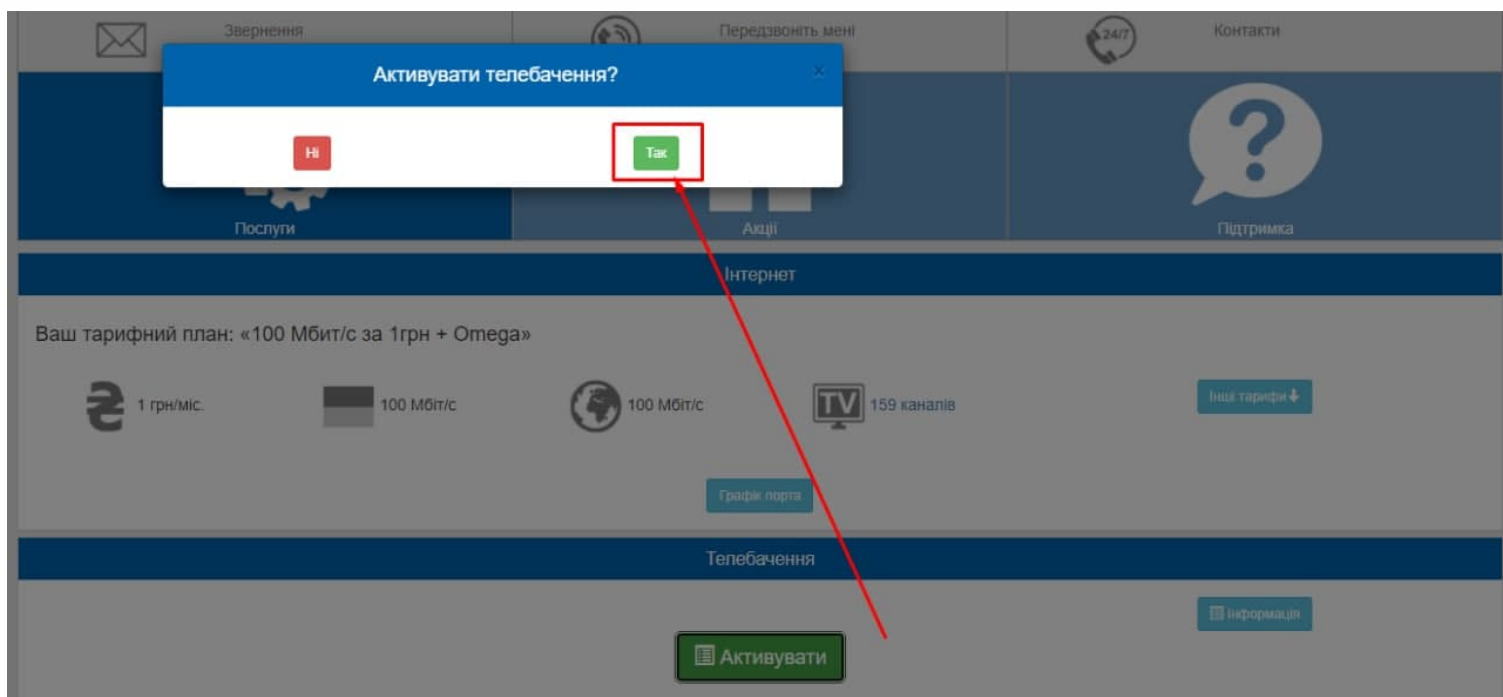 Звернення
Передзвоніть мені
24/7
Контакти
Активувати телебачення?
×
Ні
Так
Послуги
Акції
Підтримка
Інтернет
Ваш тарифний план: «100 Мбит/с за 1грн + Omega»
1 грн/міс.
100 Мбіт/с
100 Мбіт/с
TV
159 каналів
Інші тарифи
Графік порта
Телебачення
Інформація
Активувати